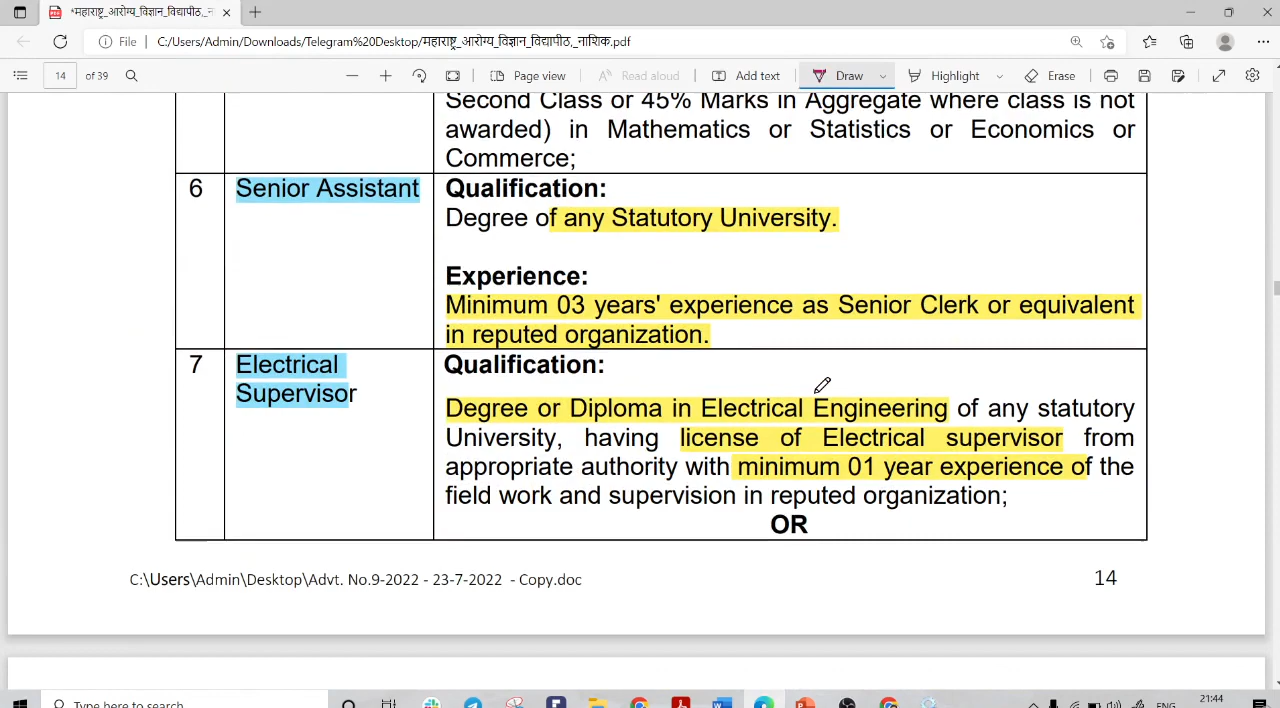 *महाराष्ट्र_आरोग्य_विज्ञान_विद्यापीठ_ना
File C:/Users/Admin/Downloads/Telegram%20Desktop/महाराष्ट्र_आरोग्य_विज्ञान_विद्यापीठ,_नाशिक.pdf
14 of 39 Page view Read aloud Add text Draw Highlight Erase
Second Class or 45% Marks in Aggregate where class is not
awarded) in Mathematics or Statistics or Economics or
Commerce;
6 Senior Assistant Qualification:
Degree of any Statutory University.
Experience:
Minimum 03 years' experience as Senior Clerk or equivalent
in reputed organization.
7 Electrical Qualification:
Supervisor
Degree or Diploma in Electrical Engineering of any statutory
University, having license of Electrical supervisor from
appropriate authority with minimum 01 year experience of the
field work and supervision in reputed organization;
OR
C:\Users\Admin\Desktop\Advt. No.9-2022 - 23-7-2022 - Copy.doc 14
Type here to search ENG 21:44